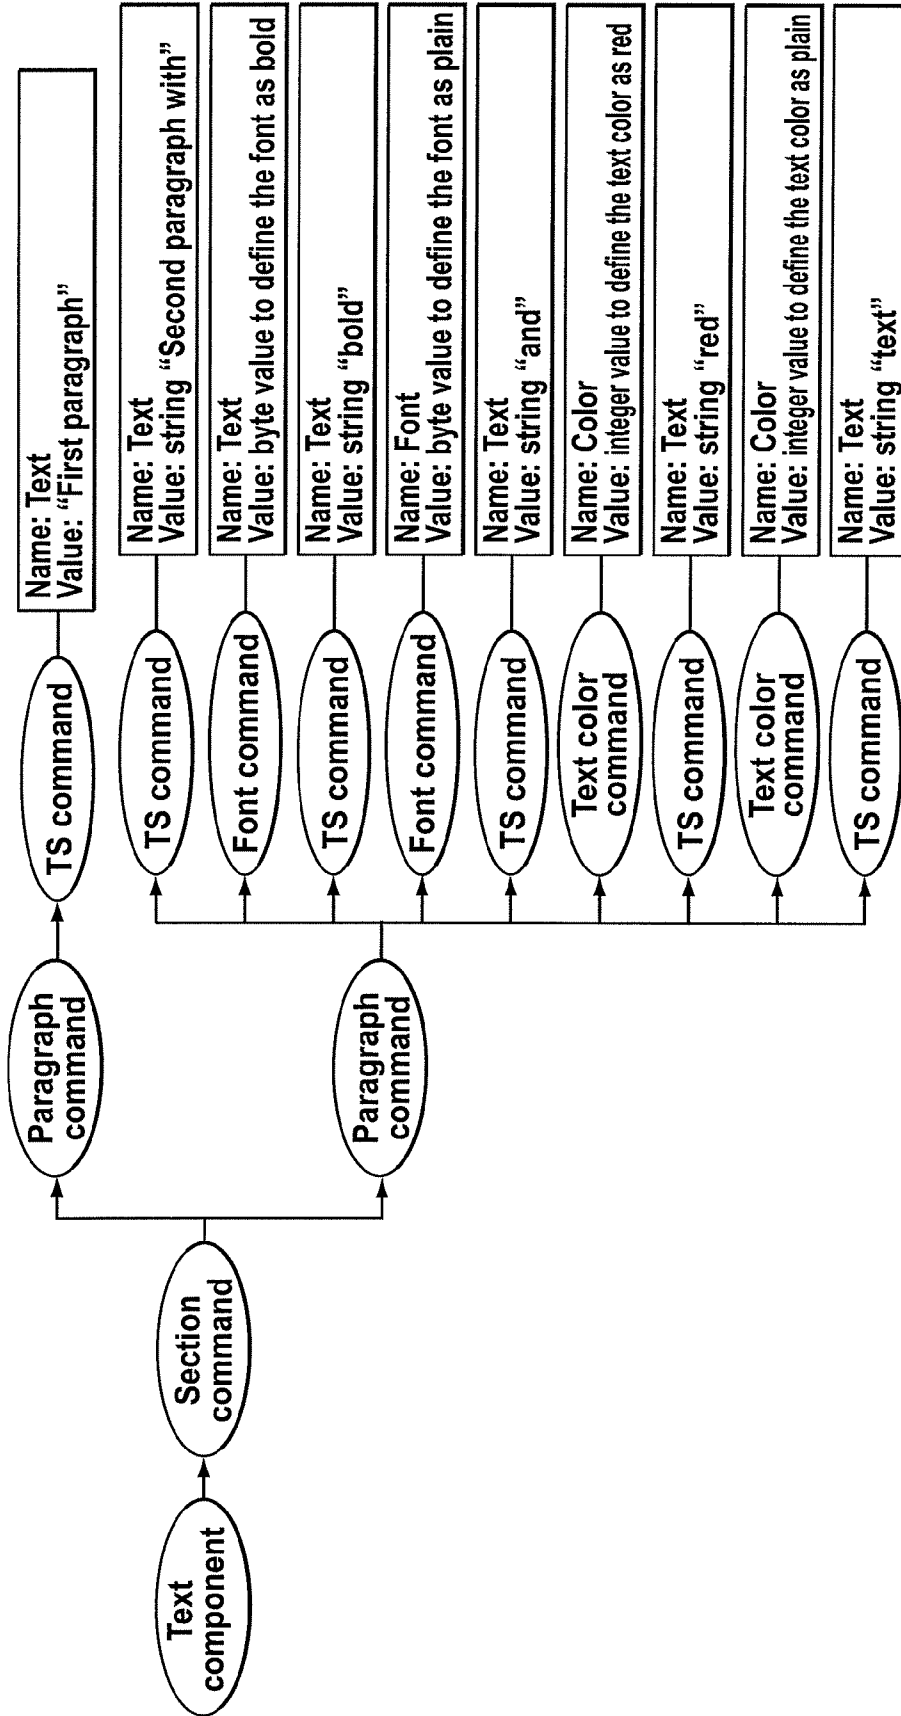 Text
component
Section
command
Paragraph
command
TS command
Name: Text
Value: “First paragraph”
Paragraph
command
TS command
Name: Text
Value: string “Second paragraph with”
Font command
Name: Text
Value: byte value to define the font as bold
TS command
Name: Text
Value: string “bold”
Font command
Name: Font
Value: byte value to define the font as plain
TS command
Name: Text
Value: string “and”
Text color
command
Name: Color
Value: integer value to define the text color as red
TS command
Name: Text
Value: string “red”
Text color
command
Name: Color
Value: integer value to define the text color as plain
TS command
Name: Text
Value: string “text”